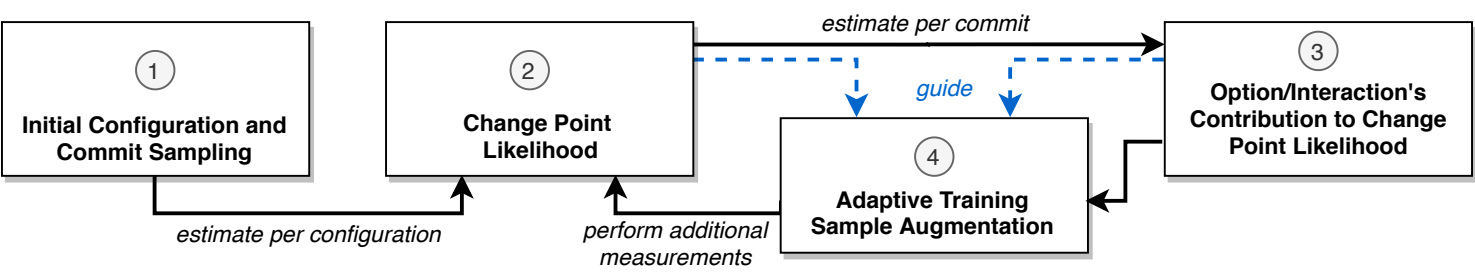 1
Initial Configuration and
Commit Sampling
estimate per configuration
2
Change Point
Likelihood
estimate per commit
guide
3
Option/Interaction's
Contribution to Change
Point Likelihood
4
Adaptive Training
Sample Augmentation
perform additional
measurements